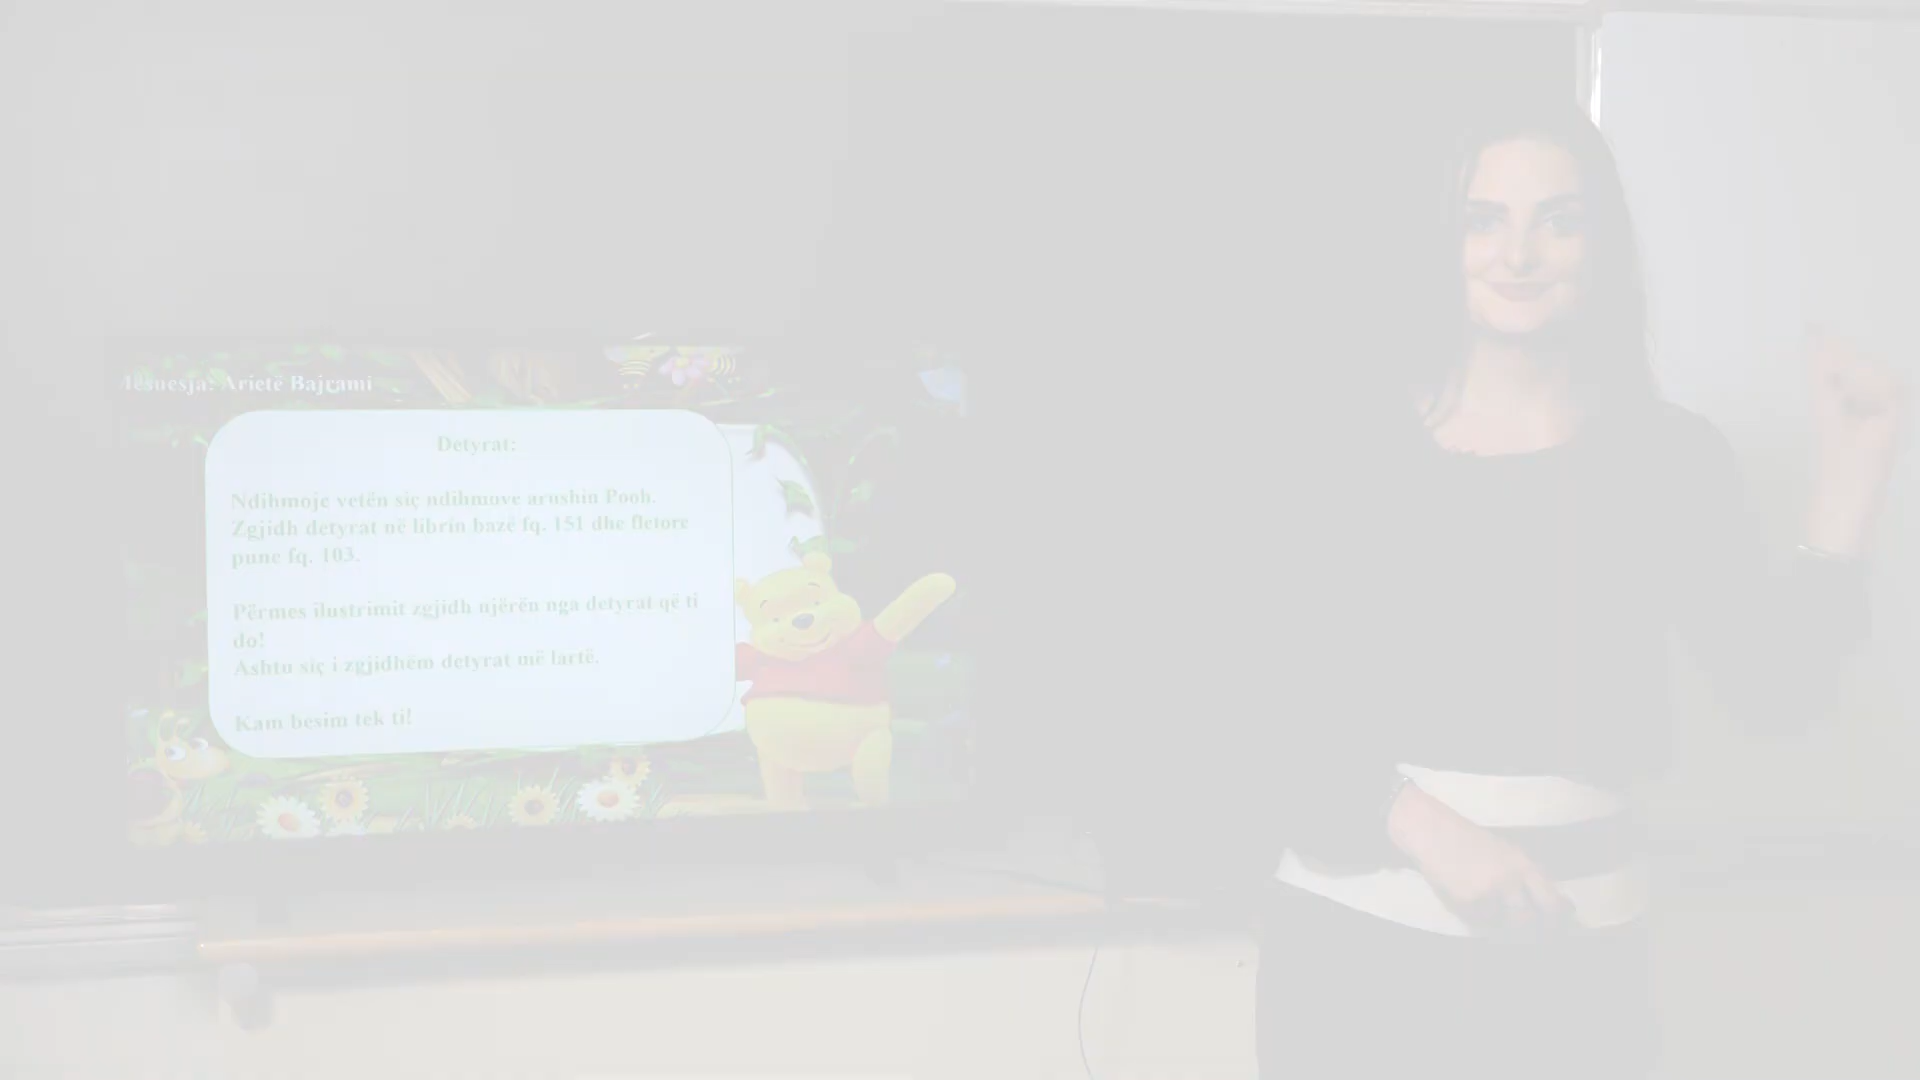 Mësuesja: Arietë Bajrami
Detyrat:
Ndihmoje vetën siç ndihmove arushin Pooh.
Zgjidh detyrat në librin bazë fq. 151 dhe fletore
pune fq. 103.
Përmes ilustrimit zgjidh njërën nga detyrat që ti
do!
Ashtu siç i zgjidhëm detyrat më lartë.
Kam besim tek ti!